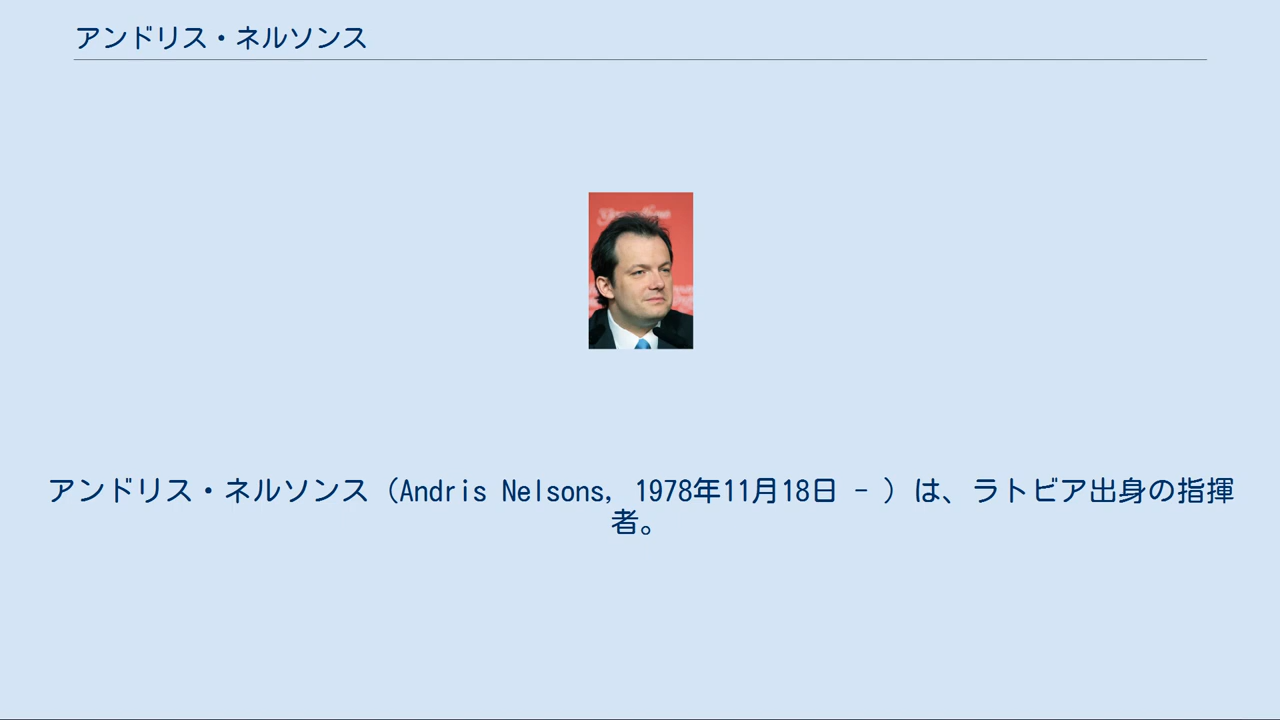 アンドリス・ネルソンス
アンドリス・ネルソンス（Andris Nelsons, 1978年11月18日 - ）は、ラトビア出身の指揮
者。